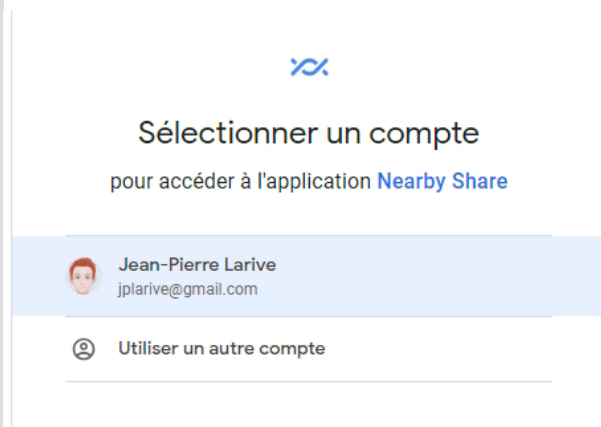 Sélectionner un compte
pour accéder à l'application Nearby Share
Jean-Pierre Larive
jplarive@gmail.com
Utiliser un autre compte